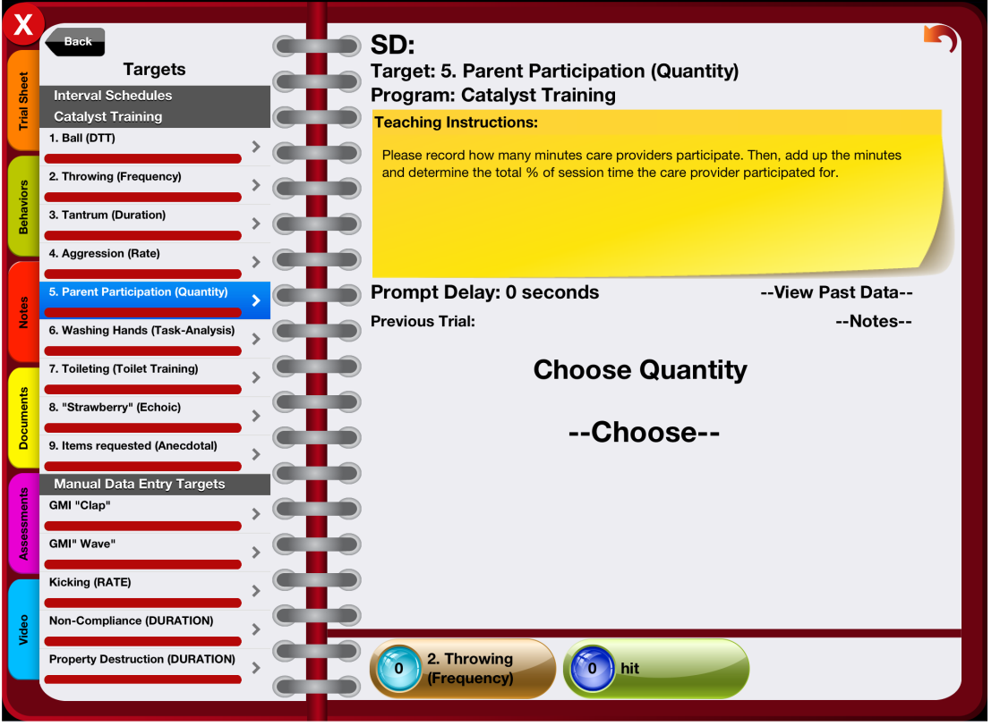 X
Back
Trial Sheet
Behaviors
Notes
Documents
Assessments
Video
Targets
Interval Schedules
Catalyst Training
1. Ball (DTT)
2. Throwing (Frequency)
3. Tantrum (Duration)
4. Aggression (Rate)
5. Parent Participation (Quantity)
6. Washing Hands (Task-Analysis)
7. Toileting (Toilet Training)
8. "Strawberry" (Echoic)
9. Items requested (Anecdotal)
Manual Data Entry Targets
GMI "Clap"
GMI" Wave"
Kicking (RATE)
Non-Compliance (DURATION)
Property Destruction (DURATION)
SD:
Target: 5. Parent Participation (Quantity)
Program: Catalyst Training
Teaching Instructions:
Please record how many minutes care providers participate. Then, add up the minutes
and determine the total % of session time the care provider participated for.
Prompt Delay: 0 seconds
--View Past Data--
Previous Trial:
--Notes--
Choose Quantity
--Choose--
0
2. Throwing
(Frequency)
0
hit